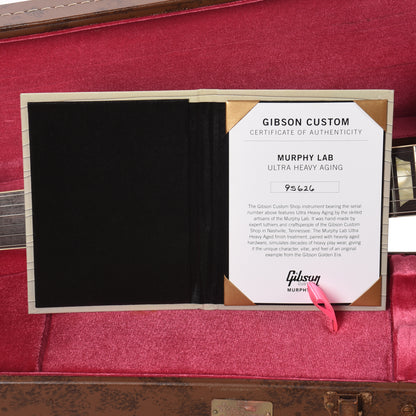 GIBSON CUSTOM
CERTIFICATE OF AUTHENTICITY
MURPHY LAB
ULTRA HEAVY AGING
95626
The Gibson Custom Shop instrument bearing the serial
number above features Ultra Heavy Aging by the skilled
artisans of the Murphy Lab. It was hand made by
expert luthiers and craftspeople of the Gibson Custom
Shop in Nashville, Tennessee. The Murphy Lab Ultra
Heavy Aged finish treatment, paired with heavily aged
hardware, simulates decades of heavy play wear, giving
it the unique character, vibe, and feel of an original
example from the Gibson Golden Era.
Gibson
CUSTOM
MURPHY